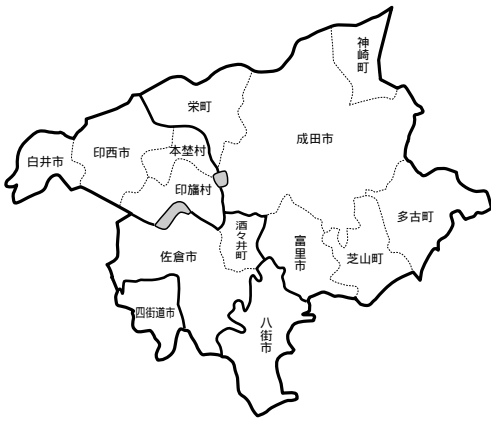 神崎町
栄町
成田市
本埜村
印西市
白井市
印旛村
多古町
酒々井町
富里市
佐倉市
芝山町
四街道市
八街市